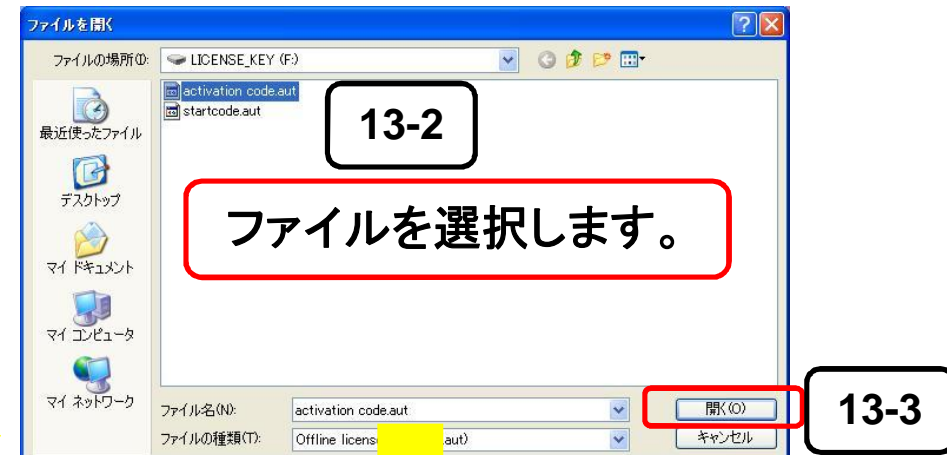 ファイルを開く
ファイルの場所(I):
LICENSE_KEY (F:)
activation code.aut
startcode.aut
13-2
最近使ったファイル
デスクトップ
ファイルを選択します。
マイ ドキュメント
マイ コンピュータ
マイ ネットワーク
ファイル名(N):
activation code.aut
開く(O)
13-3
ファイルの種類(T):
Offline
.aut)
キャンセル